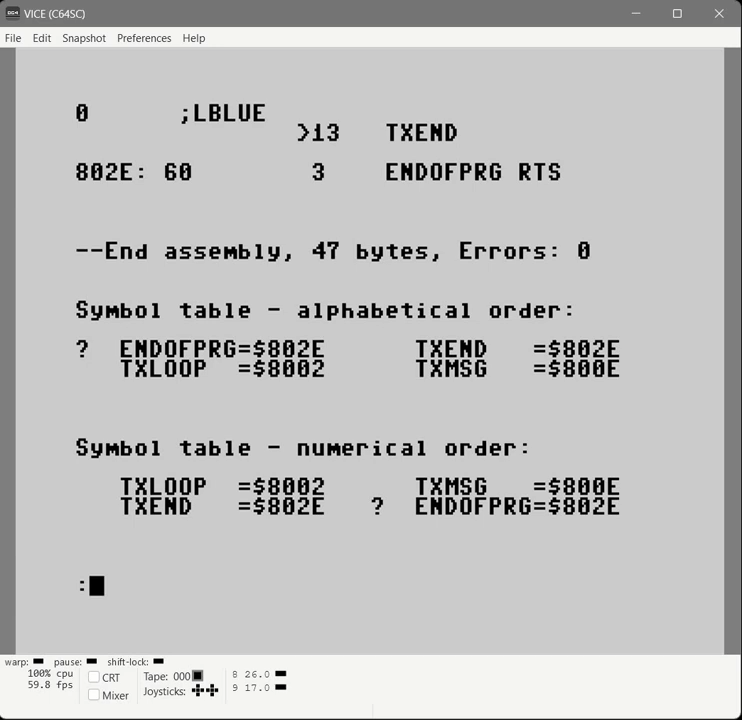 VICE (C64SC)
File Edit Snapshot Preferences Help
0 ;LBLUE
>13 TXEND
802E: 60 3 ENDOFPRG RTS
--End assembly, 47 bytes, Errors: 0
Symbol table - alphabetical order:
? ENDOFPRG=$802E TXEND =$802E
TXLOOP =$8002 TXMSG =$800E
Symbol table - numerical order:
TXLOOP =$8002 TXMSG =$800E
TXEND =$802E ? ENDOFPRG=$802E
:
warp: pause: shift-lock:
100% cpu CRT Tape: 000 8 26.0
59.8 fps Mixer Joysticks: 9 17.0